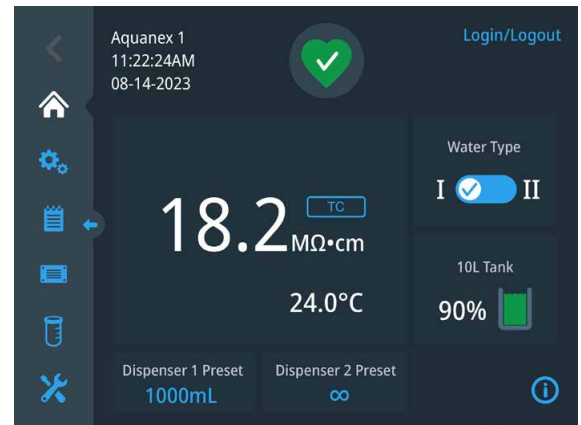 Aquanex 1
11:22:24AM
08-14-2023
Login/Logout
18.2 TC
MΩ•cm
24.0°C
Water Type
I II
10L Tank
90%
Dispenser 1 Preset
1000mL
Dispenser 2 Preset
∞
i